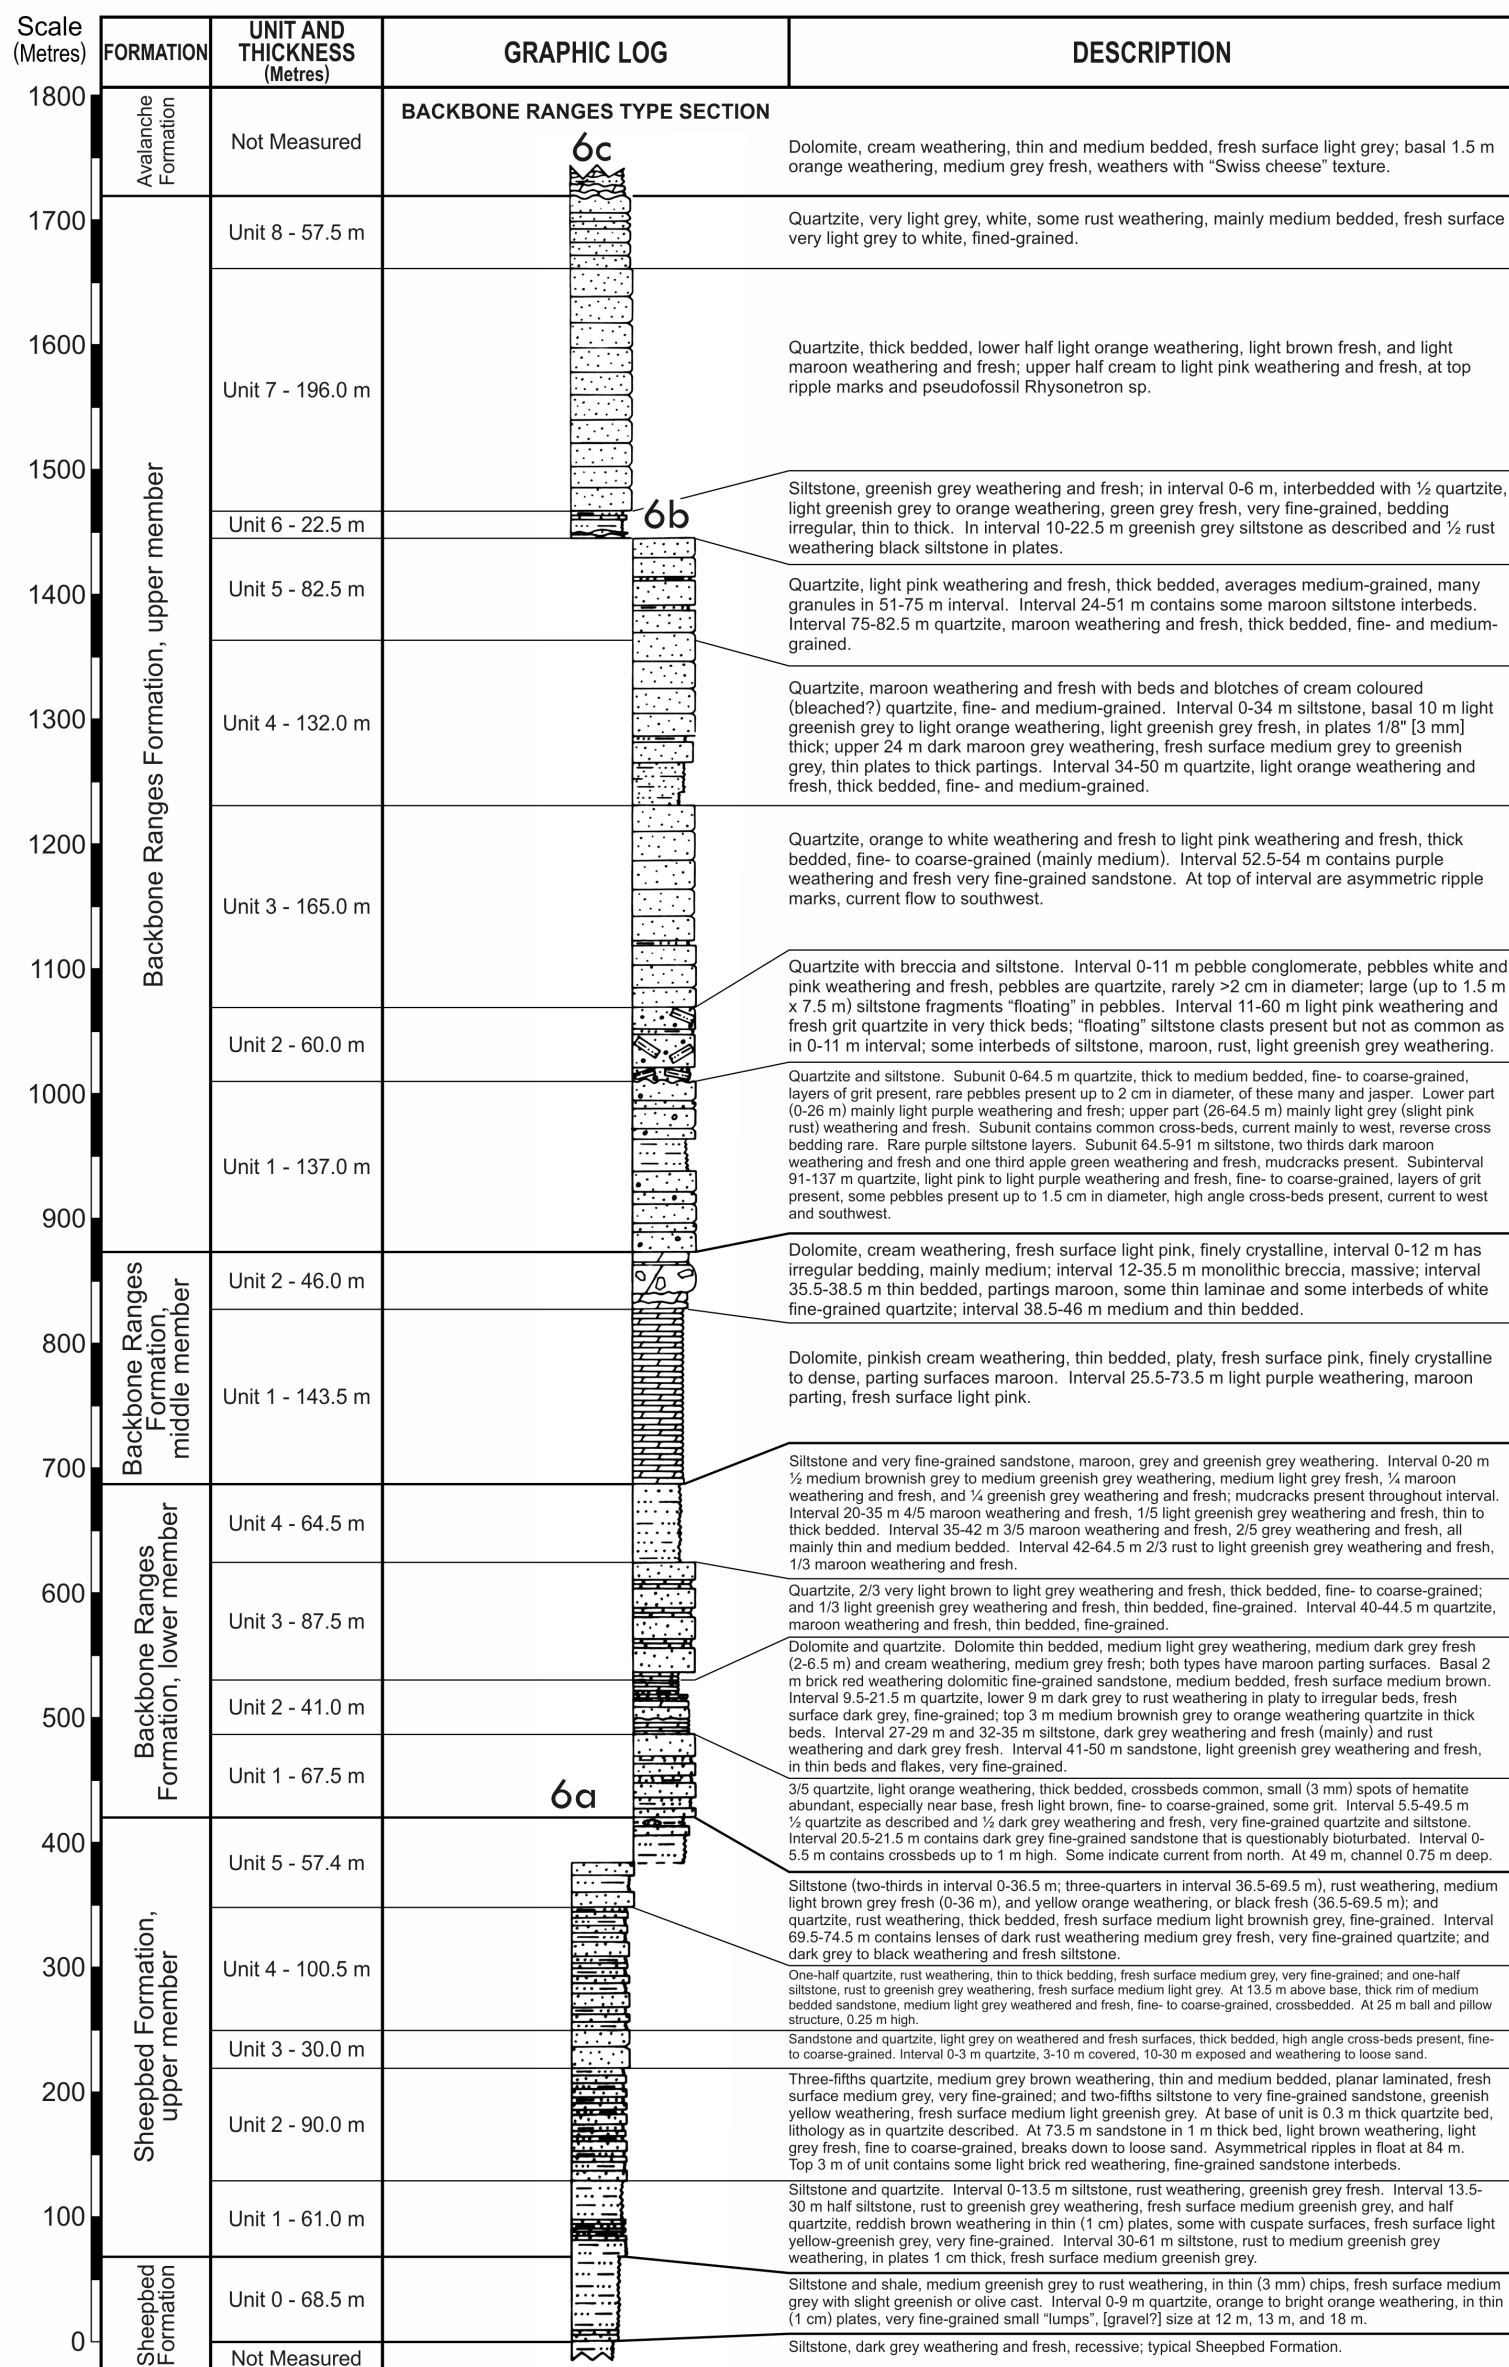 Scale
(Metres)
FORMATION
UNIT AND
THICKNESS
(Metres)
GRAPHIC LOG
DESCRIPTION
1800
1700
1600
1500
1400
1300
1200
1100
1000
900
800
700
600
500
400
300
200
100
0
BACKBONE RANGES TYPE SECTION
6c
6b
6a
Avalanche
Formation
Not Measured
Dolomite, cream weathering, thin and medium bedded, fresh surface light grey; basal 1.5 m
orange weathering, medium grey fresh, weathers with “Swiss cheese” texture.
Backbone Ranges Formation, upper member
Unit 8 - 57.5 m
Quartzite, very light grey, white, some rust weathering, mainly medium bedded, fresh surface
very light grey to white, fined-grained.
Unit 7 - 196.0 m
Quartzite, thick bedded, lower half light orange weathering, light brown fresh, and light
maroon weathering and fresh; upper half cream to light pink weathering and fresh, at top
ripple marks and pseudofossil Rhysonetron sp.
Unit 6 - 22.5 m
Siltstone, greenish grey weathering and fresh; in interval 0-6 m, interbedded with ½ quartzite,
light greenish grey to orange weathering, green grey fresh, very fine-grained, bedding
irregular, thin to thick. In interval 10-22.5 m greenish grey siltstone as described and ½ rust
weathering black siltstone in plates.
Unit 5 - 82.5 m
Quartzite, light pink weathering and fresh, thick bedded, averages medium-grained, many
granules in 51-75 m interval. Interval 24-51 m contains some maroon siltstone interbeds.
Interval 75-82.5 m quartzite, maroon weathering and fresh, thick bedded, fine- and medium-
grained.
Unit 4 - 132.0 m
Quartzite, maroon weathering and fresh with beds and blotches of cream coloured
(bleached?) quartzite, fine- and medium-grained. Interval 0-34 m siltstone, basal 10 m light
greenish grey to light orange weathering, light greenish grey fresh, in plates 1/8" [3 mm]
thick; upper 24 m dark maroon grey weathering, fresh surface medium grey to greenish
grey, thin plates to thick partings. Interval 34-50 m quartzite, light orange weathering and
fresh, thick bedded, fine- and medium-grained.
Unit 3 - 165.0 m
Quartzite, orange to white weathering and fresh to light pink weathering and fresh, thick
bedded, fine- to coarse-grained (mainly medium). Interval 52.5-54 m contains purple
weathering and fresh very fine-grained sandstone. At top of interval are asymmetric ripple
marks, current flow to southwest.
Unit 2 - 60.0 m
Quartzite with breccia and siltstone. Interval 0-11 m pebble conglomerate, pebbles white and
pink weathering and fresh, pebbles are quartzite, rarely >2 cm in diameter; large (up to 1.5 m
x 7.5 m) siltstone fragments “floating” in pebbles. Interval 11-60 m light pink weathering and
fresh grit quartzite in very thick beds; “floating” siltstone clasts present but not as common as
in 0-11 m interval; some interbeds of siltstone, maroon, rust, light greenish grey weathering.
Unit 1 - 137.0 m
Quartzite and siltstone. Subunit 0-64.5 m quartzite, thick to medium bedded, fine- to coarse-grained,
layers of grit present, rare pebbles present up to 2 cm in diameter, of these many and jasper. Lower part
(0-26 m) mainly light purple weathering and fresh; upper part (26-64.5 m) mainly light grey (slight pink
rust) weathering and fresh. Subunit contains common cross-beds, current mainly to west, reverse cross
bedding rare. Rare purple siltstone layers. Subunit 64.5-91 m siltstone, two thirds dark maroon
weathering and fresh and one third apple green weathering and fresh, mudcracks present. Subinterval
91-137 m quartzite, light pink to light purple weathering and fresh, fine- to coarse-grained, layers of grit
present, some pebbles present up to 1.5 cm in diameter, high angle cross-beds present, current to west
and southwest.
Backbone Ranges
Formation,
middle member
Unit 2 - 46.0 m
Dolomite, cream weathering, fresh surface light pink, finely crystalline, interval 0-12 m has
irregular bedding, mainly medium; interval 12-35.5 m monolithic breccia, massive; interval
35.5-38.5 m thin bedded, partings maroon, some thin laminae and some interbeds of white
fine-grained quartzite; interval 38.5-46 m medium and thin bedded.
Unit 1 - 143.5 m
Dolomite, pinkish cream weathering, thin bedded, platy, fresh surface pink, finely crystalline
to dense, parting surfaces maroon. Interval 25.5-73.5 m light purple weathering, maroon
parting, fresh surface light pink.
Backbone Ranges
Formation, lower member
Unit 4 - 64.5 m
Siltstone and very fine-grained sandstone, maroon, grey and greenish grey weathering. Interval 0-20 m
½ medium brownish grey to medium greenish grey weathering, medium light grey fresh, ¼ maroon
weathering and fresh, and ¼ greenish grey weathering and fresh; mudcracks present throughout interval.
Interval 20-35 m 4/5 maroon weathering and fresh, 1/5 light greenish grey weathering and fresh, thin to
thick bedded. Interval 35-42 m 3/5 maroon weathering and fresh, 2/5 grey weathering and fresh, all
mainly thin and medium bedded. Interval 42-64.5 m 2/3 rust to light greenish grey weathering and fresh,
1/3 maroon weathering and fresh.
Unit 3 - 87.5 m
Quartzite, 2/3 very light brown to light grey weathering and fresh, thick bedded, fine- to coarse-grained;
and 1/3 light greenish grey weathering and fresh, thin bedded, fine-grained. Interval 40-44.5 m quartzite,
maroon weathering and fresh, thin bedded, fine-grained.
Unit 2 - 41.0 m
Dolomite and quartzite. Dolomite thin bedded, medium light grey weathering, medium dark grey fresh
(2-6.5 m) and cream weathering, medium grey fresh; both types have maroon parting surfaces. Basal 2
m brick red weathering dolomitic fine-grained sandstone, medium bedded, fresh surface medium brown.
Interval 9.5-21.5 m quartzite, lower 9 m dark grey to rust weathering in platy to irregular beds, fresh
surface dark grey, fine-grained; top 3 m medium brownish grey to orange weathering quartzite in thick
beds. Interval 27-29 m and 32-35 m siltstone, dark grey weathering and fresh (mainly) and rust
weathering and dark grey fresh. Interval 41-50 m sandstone, light greenish grey weathering and fresh,
in thin beds and flakes, very fine-grained.
Unit 1 - 67.5 m
3/5 quartzite, light orange weathering, thick bedded, crossbeds common, small (3 mm) spots of hematite
abundant, especially near base, fresh light brown, fine- to coarse-grained, some grit. Interval 5.5-49.5 m
½ quartzite as described and ½ dark grey weathering and fresh, very fine-grained quartzite and siltstone.
Interval 20.5-21.5 m contains dark grey fine-grained sandstone that is questionably bioturbated. Interval 0-
5.5 m contains crossbeds up to 1 m high. Some indicate current from north. At 49 m, channel 0.75 m deep.
Sheepbed Formation,
upper member
Unit 5 - 57.4 m
Siltstone (two-thirds in interval 0-36.5 m; three-quarters in interval 36.5-69.5 m), rust weathering, medium
light brown grey fresh (0-36 m), and yellow orange weathering, or black fresh (36.5-69.5 m); and
quartzite, rust weathering, thick bedded, fresh surface medium light brownish grey, fine-grained. Interval
69.5-74.5 m contains lenses of dark rust weathering medium grey fresh, very fine-grained quartzite; and
dark grey to black weathering and fresh siltstone.
Unit 4 - 100.5 m
One-half quartzite, rust weathering, thin to thick bedding, fresh surface medium grey, very fine-grained; and one-half
siltstone, rust to greenish grey weathering, fresh surface medium light grey. At 13.5 m above base, thick rim of medium
bedded sandstone, medium light grey weathered and fresh, fine- to coarse-grained, crossbedded. At 25 m ball and pillow
structure, 0.25 m high.
Unit 3 - 30.0 m
Sandstone and quartzite, light grey on weathered and fresh surfaces, thick bedded, high angle cross-beds present, fine-
to coarse-grained. Interval 0-3 m quartzite, 3-10 m covered, 10-30 m exposed and weathering to loose sand.
Unit 2 - 90.0 m
Three-fifths quartzite, medium grey brown weathering, thin and medium bedded, planar laminated, fresh
surface medium grey, very fine-grained; and two-fifths siltstone to very fine-grained sandstone, greenish
yellow weathering, fresh surface medium light greenish grey. At base of unit is 0.3 m thick quartzite bed,
lithology as in quartzite described. At 73.5 m sandstone in 1 m thick bed, light brown weathering, light
grey fresh, fine to coarse-grained, breaks down to loose sand. Asymmetrical ripples in float at 84 m.
Top 3 m of unit contains some light brick red weathering, fine-grained sandstone interbeds.
Unit 1 - 61.0 m
Siltstone and quartzite. Interval 0-13.5 m siltstone, rust weathering, greenish grey fresh. Interval 13.5-
30 m half siltstone, rust to greenish grey weathering, fresh surface medium greenish grey, and half
quartzite, reddish brown weathering in thin (1 cm) plates, some with cuspate surfaces, fresh surface light
yellow-greenish grey, very fine-grained. Interval 30-61 m siltstone, rust to medium greenish grey
weathering, in plates 1 cm thick, fresh surface medium greenish grey.
Sheepbed
Formation
Unit 0 - 68.5 m
Siltstone and shale, medium greenish grey to rust weathering, in thin (3 mm) chips, fresh surface medium
grey with slight greenish or olive cast. Interval 0-9 m quartzite, orange to bright orange weathering, in thin
(1 cm) plates, very fine-grained small “lumps”, [gravel?] size at 12 m, 13 m, and 18 m.
Not Measured
Siltstone, dark grey weathering and fresh, recessive; typical Sheepbed Formation.